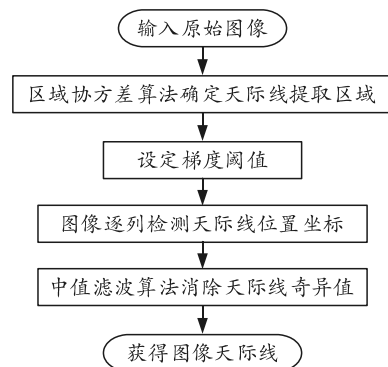 输入原始图像
区域协方差算法确定天际线提取区域
设定梯度阈值
图像逐列检测天际线位置坐标
中值滤波算法消除天际线奇异值
获得图像天际线